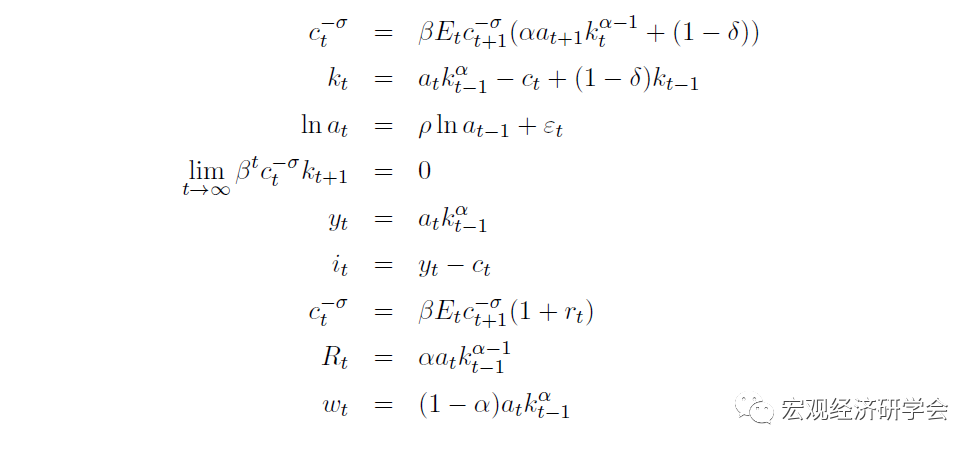 c_t^{-σ} = βE_t c_{t+1}^{-σ}(αa_{t+1}k_t^{α-1} + (1 − δ))
k_t = a_t k_{t-1}^α − c_t + (1 − δ)k_{t-1}
ln a_t = ρ ln a_{t-1} + ε_t
lim_{t→∞} β^t c_t^{-σ} k_{t+1} = 0
y_t = a_t k_{t-1}^α
i_t = y_t − c_t
c_t^{-σ} = βE_t c_{t+1}^{-σ}(1 + r_t)
R_t = αa_t k_{t-1}^{α-1}
w_t = (1 − α)a_t k_{t-1}^α
宏观经济研学会